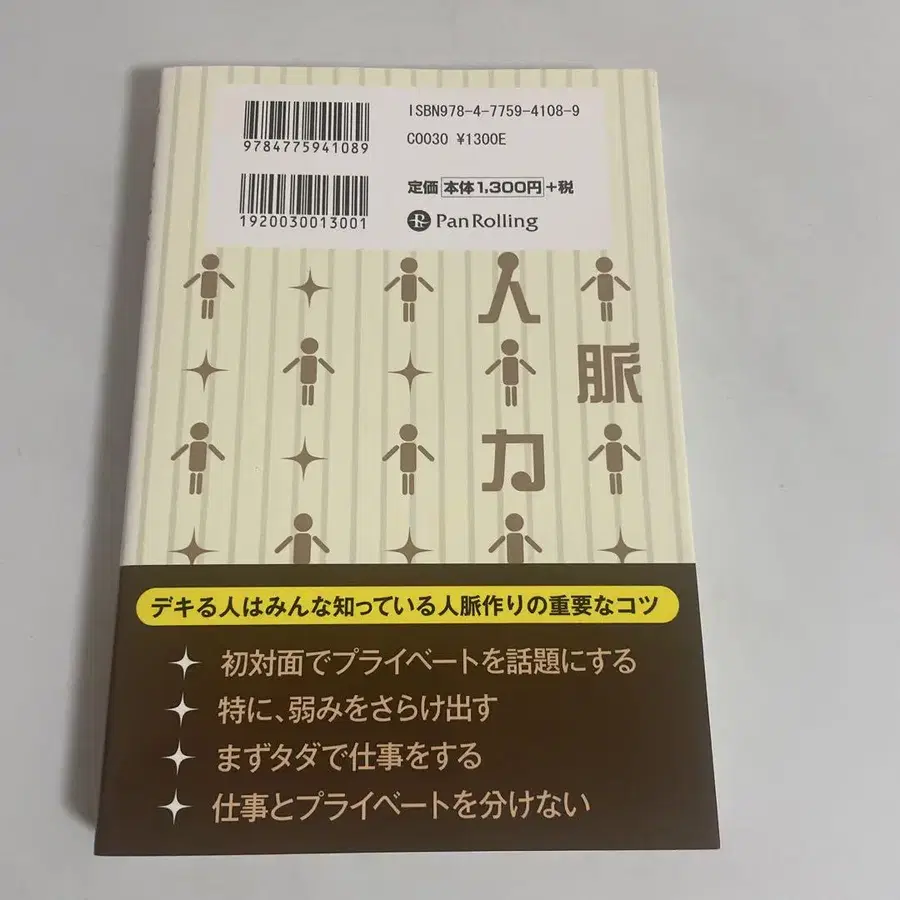 ISBN978-4-7759-4108-9
9784775941089
C0030 ¥1300E
定価 本体1,300円+税
1920030013001
PanRolling
人
脈
力
デキる人はみんな知っている人脈作りの重要なコツ
初対面でプライベートを話題にする
特に、弱みをさらけ出す
まずタダで仕事をする
仕事とプライベートを分けない